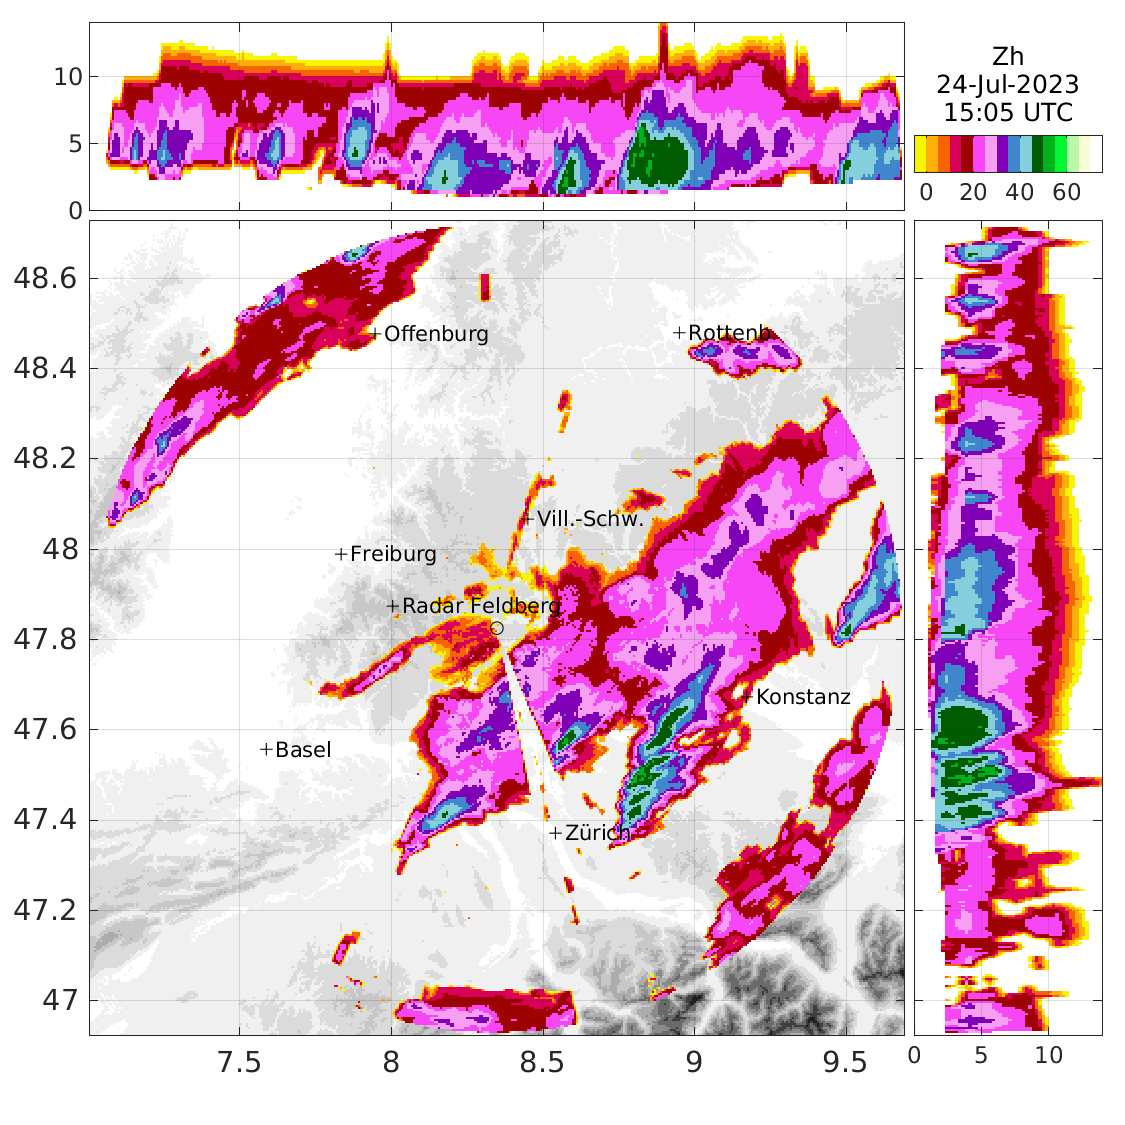 10
5
0
Zh
24-Jul-2023
15:05 UTC
0 20 40 60
48.6
48.4
48.2
48
47.8
47.6
47.4
47.2
47
+Offenburg
+Rottenb.
+Vill.-Schw.
+Freiburg
+Radar Feldberg
+Konstanz
+Basel
+Zürich
7.5 8 8.5 9 9.5
0 5 10